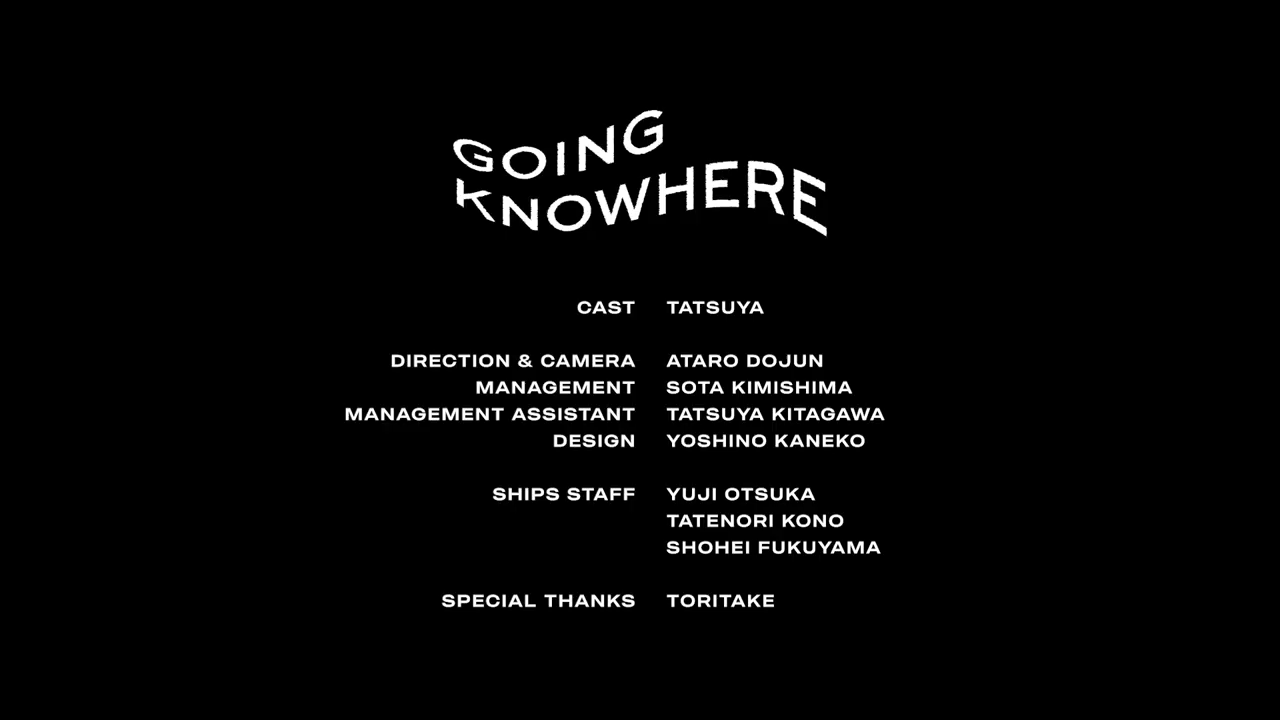 GOING
KNOWHERE
CAST TATSUYA
DIRECTION & CAMERA ATARO DOJUN
MANAGEMENT SOTA KIMISHIMA
MANAGEMENT ASSISTANT TATSUYA KITAGAWA
DESIGN YOSHINO KANEKO
SHIPS STAFF YUJI OTSUKA
TATENORI KONO
SHOHEI FUKUYAMA
SPECIAL THANKS TORITAKE